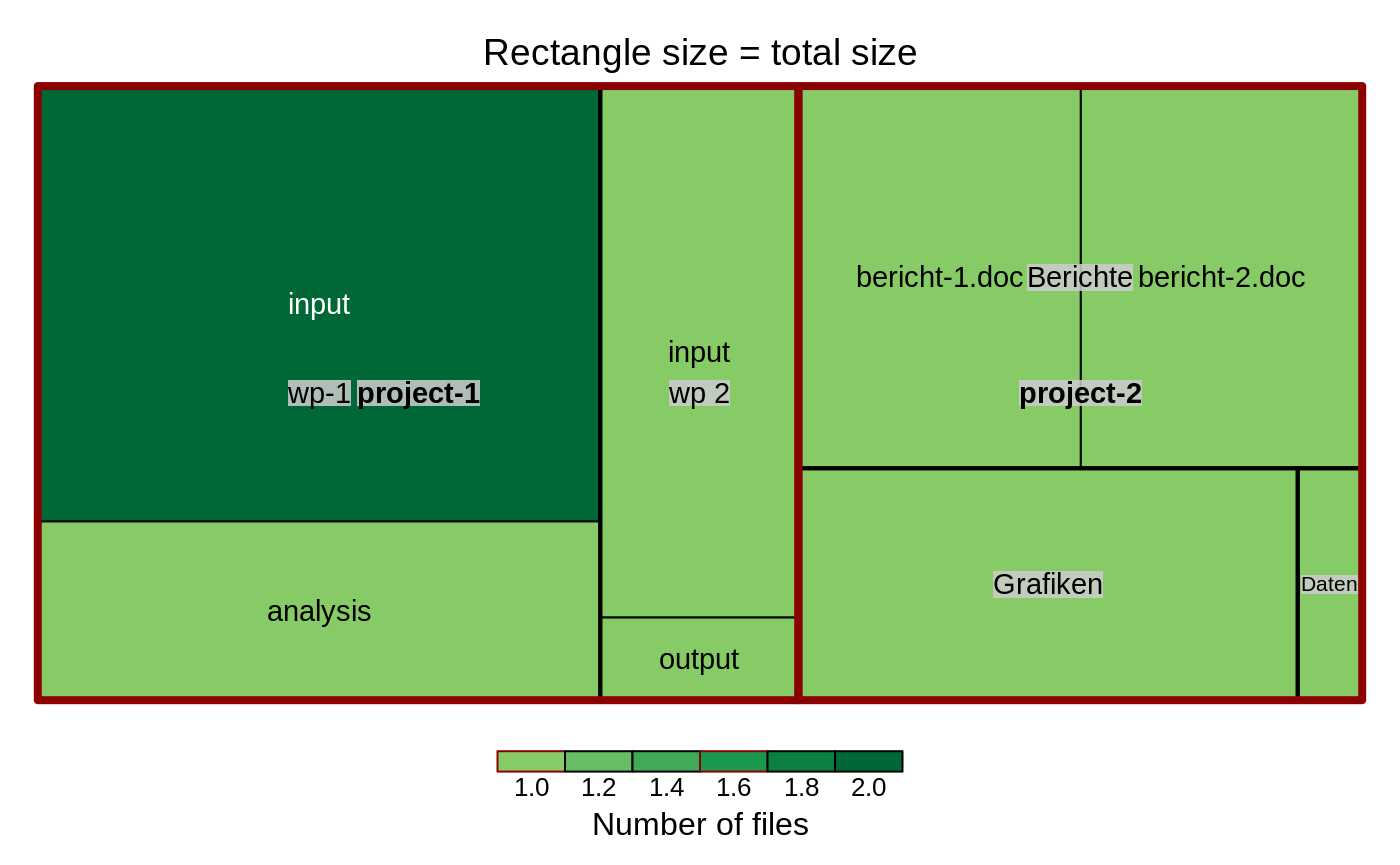 Rectangle size = total size
input
wp-1 project-1
analysis
input
wp 2
output
bericht-1.doc Berichte bericht-2.doc
project-2
Grafiken
Daten
1.0 1.2 1.4 1.6 1.8 2.0
Number of files